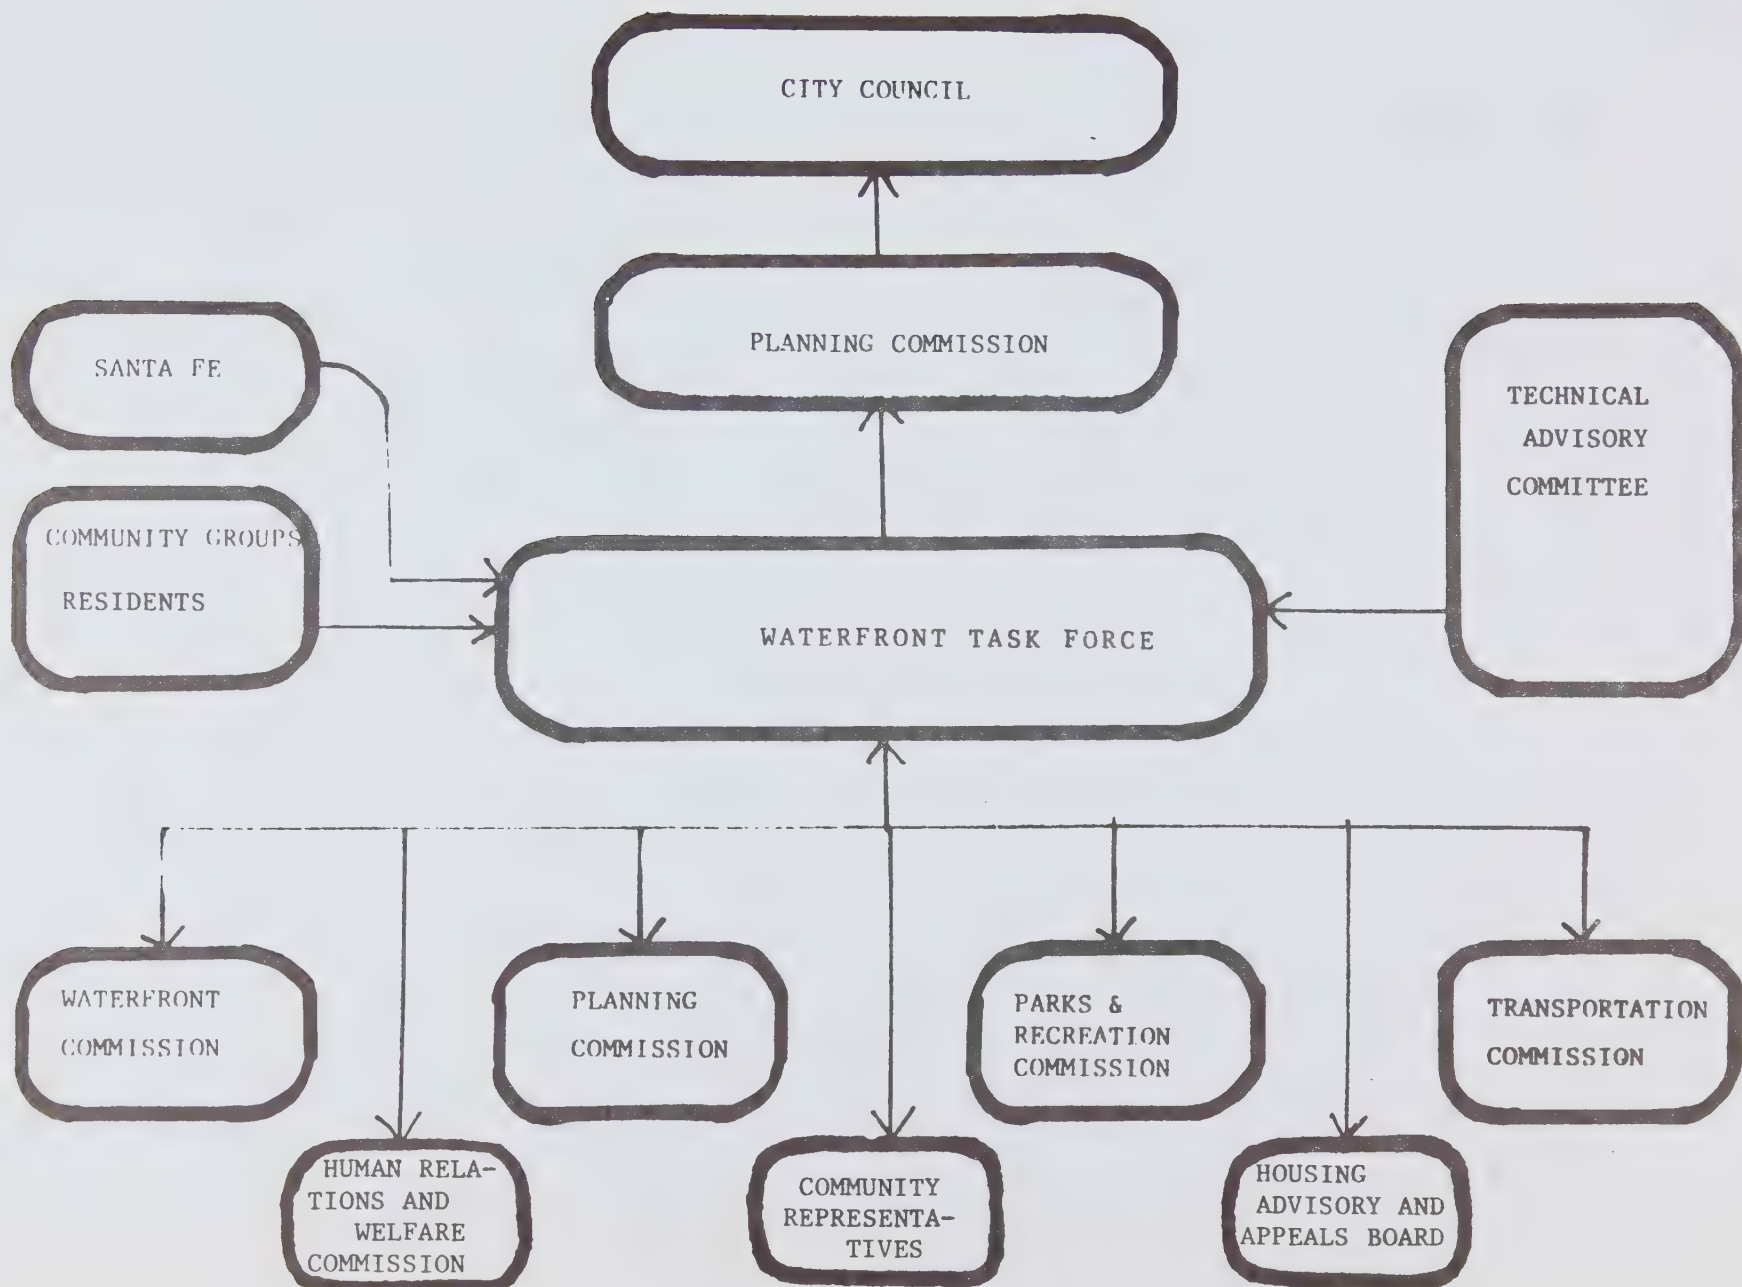 CITY COUNCIL
PLANNING COMMISSION
SANTA FE
TECHNICAL
ADVISORY
COMMITTEE
COMMUNITY GROUPS
RESIDENTS
WATERFRONT TASK FORCE
WATERFRONT
COMMISSION
PLANNING
COMMISSION
PARKS &
RECREATION
COMMISSION
TRANSPORTATION
COMMISSION
HUMAN RELA-
TIONS AND
WELFARE
COMMISSION
COMMUNITY
REPRESENTA-
TIVES
HOUSING
ADVISORY AND
APPEALS BOARD